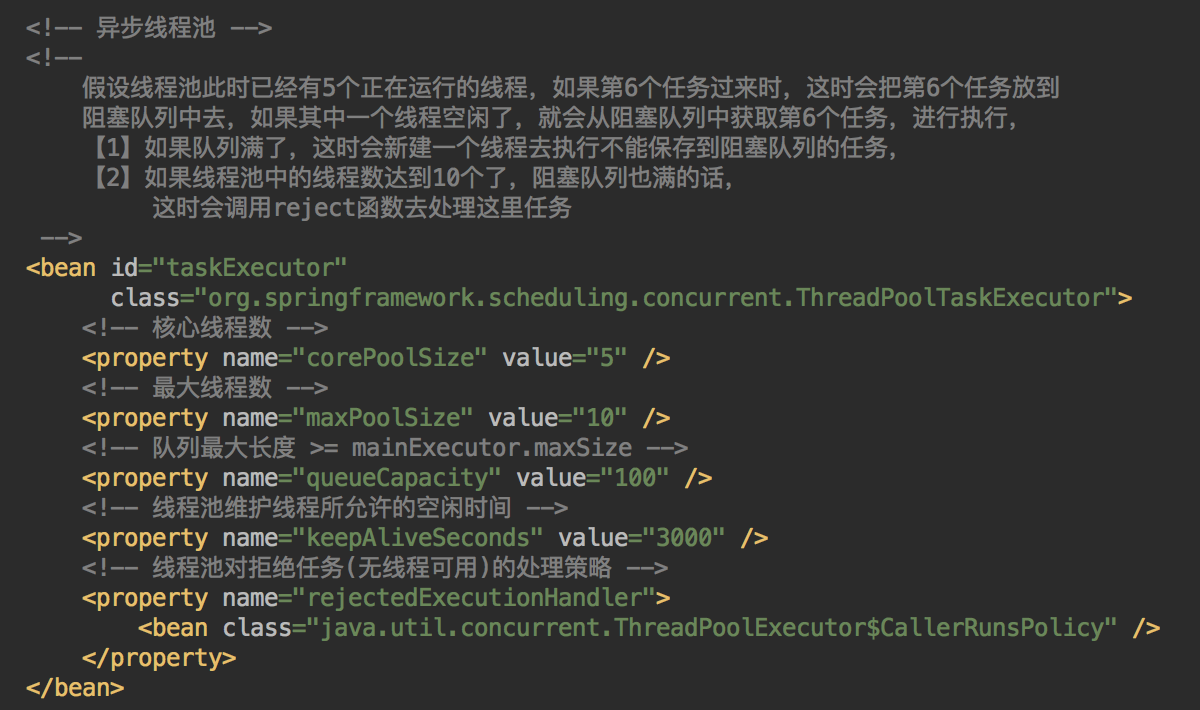 <!-- 异步线程池 -->
<!--
假设线程池此时已经有5个正在运行的线程，如果第6个任务过来时，这时会把第6个任务放到
阻塞队列中去，如果其中一个线程空闲了，就会从阻塞队列中获取第6个任务，进行执行，
【1】如果队列满了，这时会新建一个线程去执行不能保存到阻塞队列的任务，
【2】如果线程池中的线程数达到10个了，阻塞队列也满的话，
这时会调用reject函数去处理这里任务
-->
<bean id="taskExecutor"
class="org.springframework.scheduling.concurrent.ThreadPoolTaskExecutor">
<!-- 核心线程数 -->
<property name="corePoolSize" value="5" />
<!-- 最大线程数 -->
<property name="maxPoolSize" value="10" />
<!-- 队列最大长度 >= mainExecutor.maxSize -->
<property name="queueCapacity" value="100" />
<!-- 线程池维护线程所允许的空闲时间 -->
<property name="keepAliveSeconds" value="3000" />
<!-- 线程池对拒绝任务(无线程可用)的处理策略 -->
<property name="rejectedExecutionHandler">
<bean class="java.util.concurrent.ThreadPoolExecutor$CallerRunsPolicy" />
</property>
</bean>